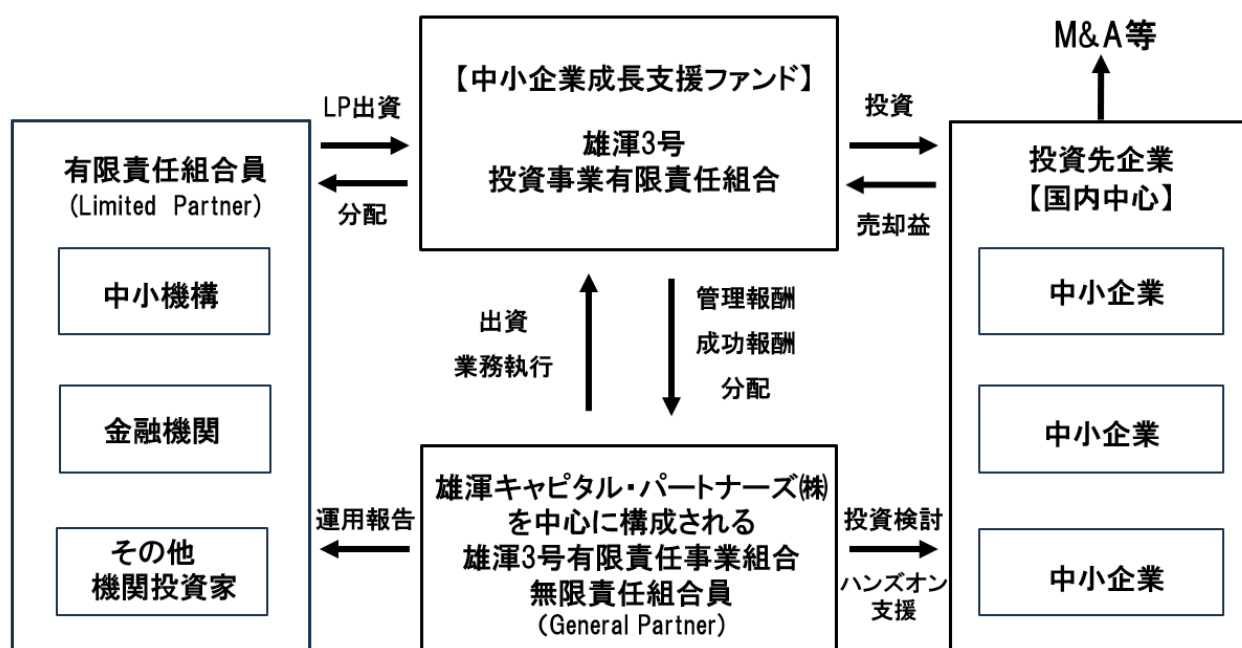 M&A等
【中小企業成長支援ファンド】
雄渾3号
投資事業有限責任組合
LP出資
分配
投資
売却益
有限責任組合員
(Limited Partner)
中小機構
金融機関
その他
機関投資家
投資先企業
【国内中心】
中小企業
中小企業
中小企業
出資
業務執行
管理報酬
成功報酬
分配
雄渾キャピタル・パートナーズ㈱
を中心に構成される
雄渾3号有限責任事業組合
無限責任組合員
(General Partner)
運用報告
投資検討
ハンズオン
支援